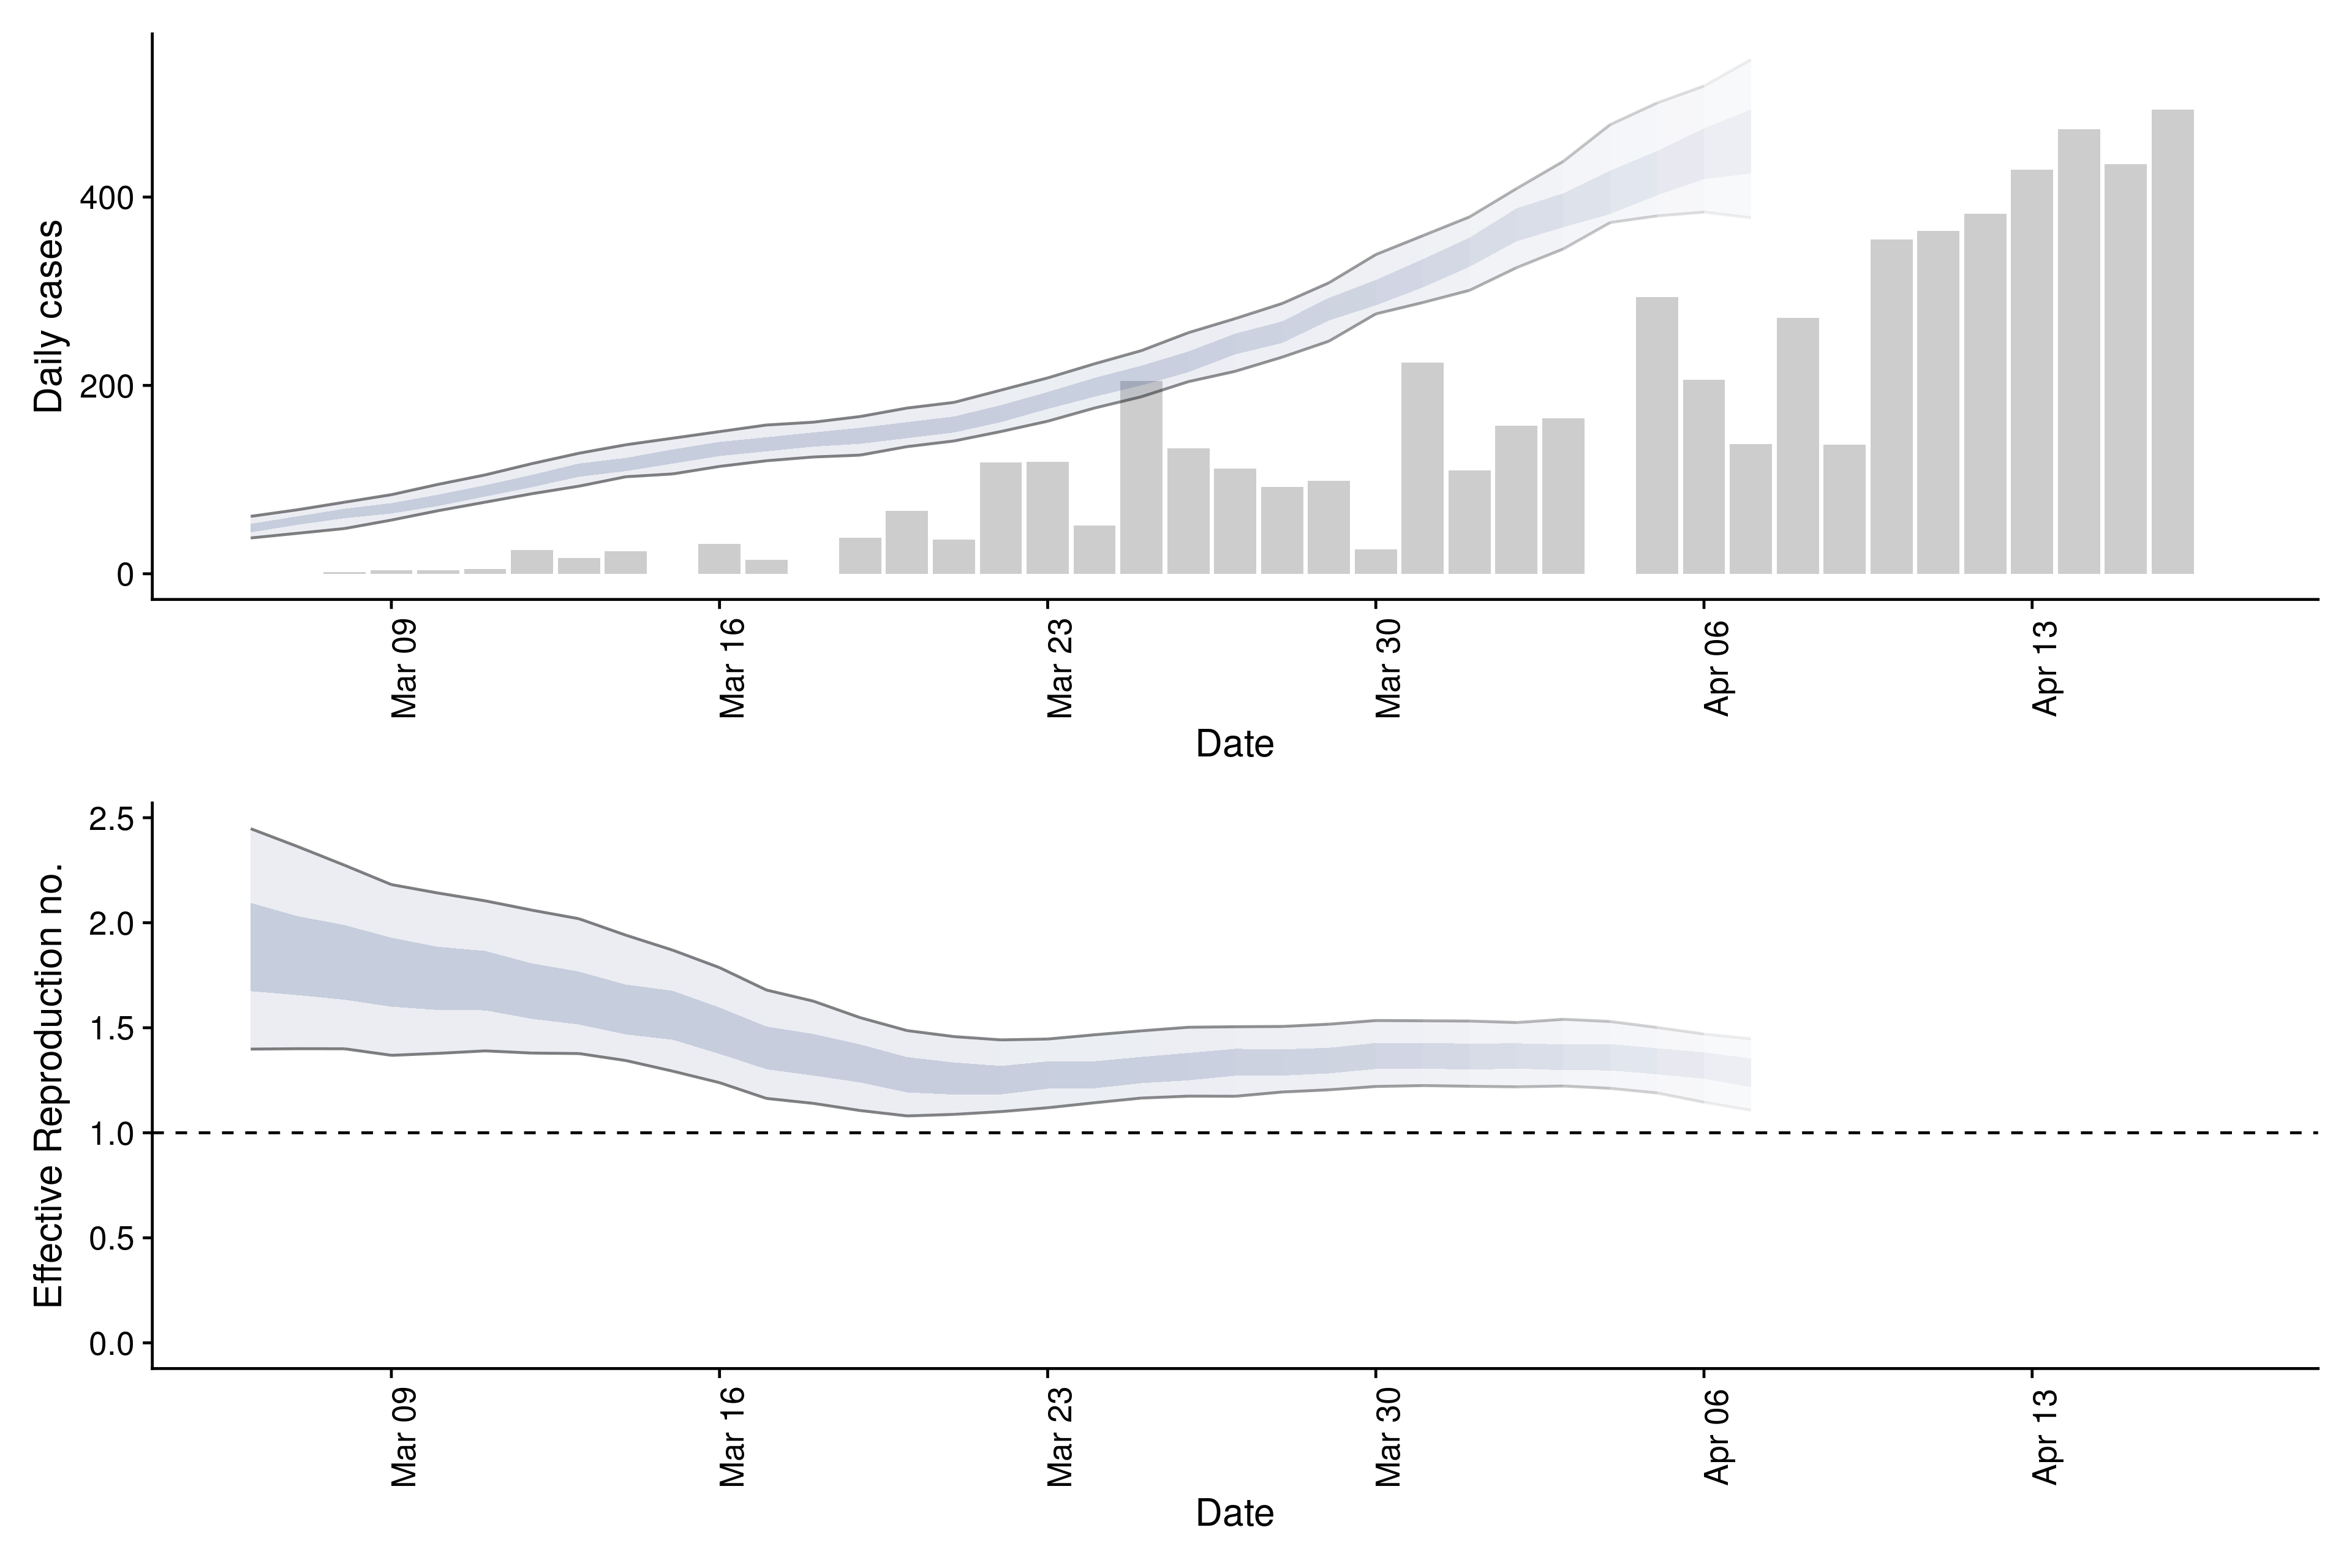 Daily cases
400
200
0
Mar 09
Mar 16
Mar 23
Mar 30
Apr 06
Apr 13
Date
Effective Reproduction no.
2.5
2.0
1.5
1.0
0.5
0.0
Mar 09
Mar 16
Mar 23
Mar 30
Apr 06
Apr 13
Date